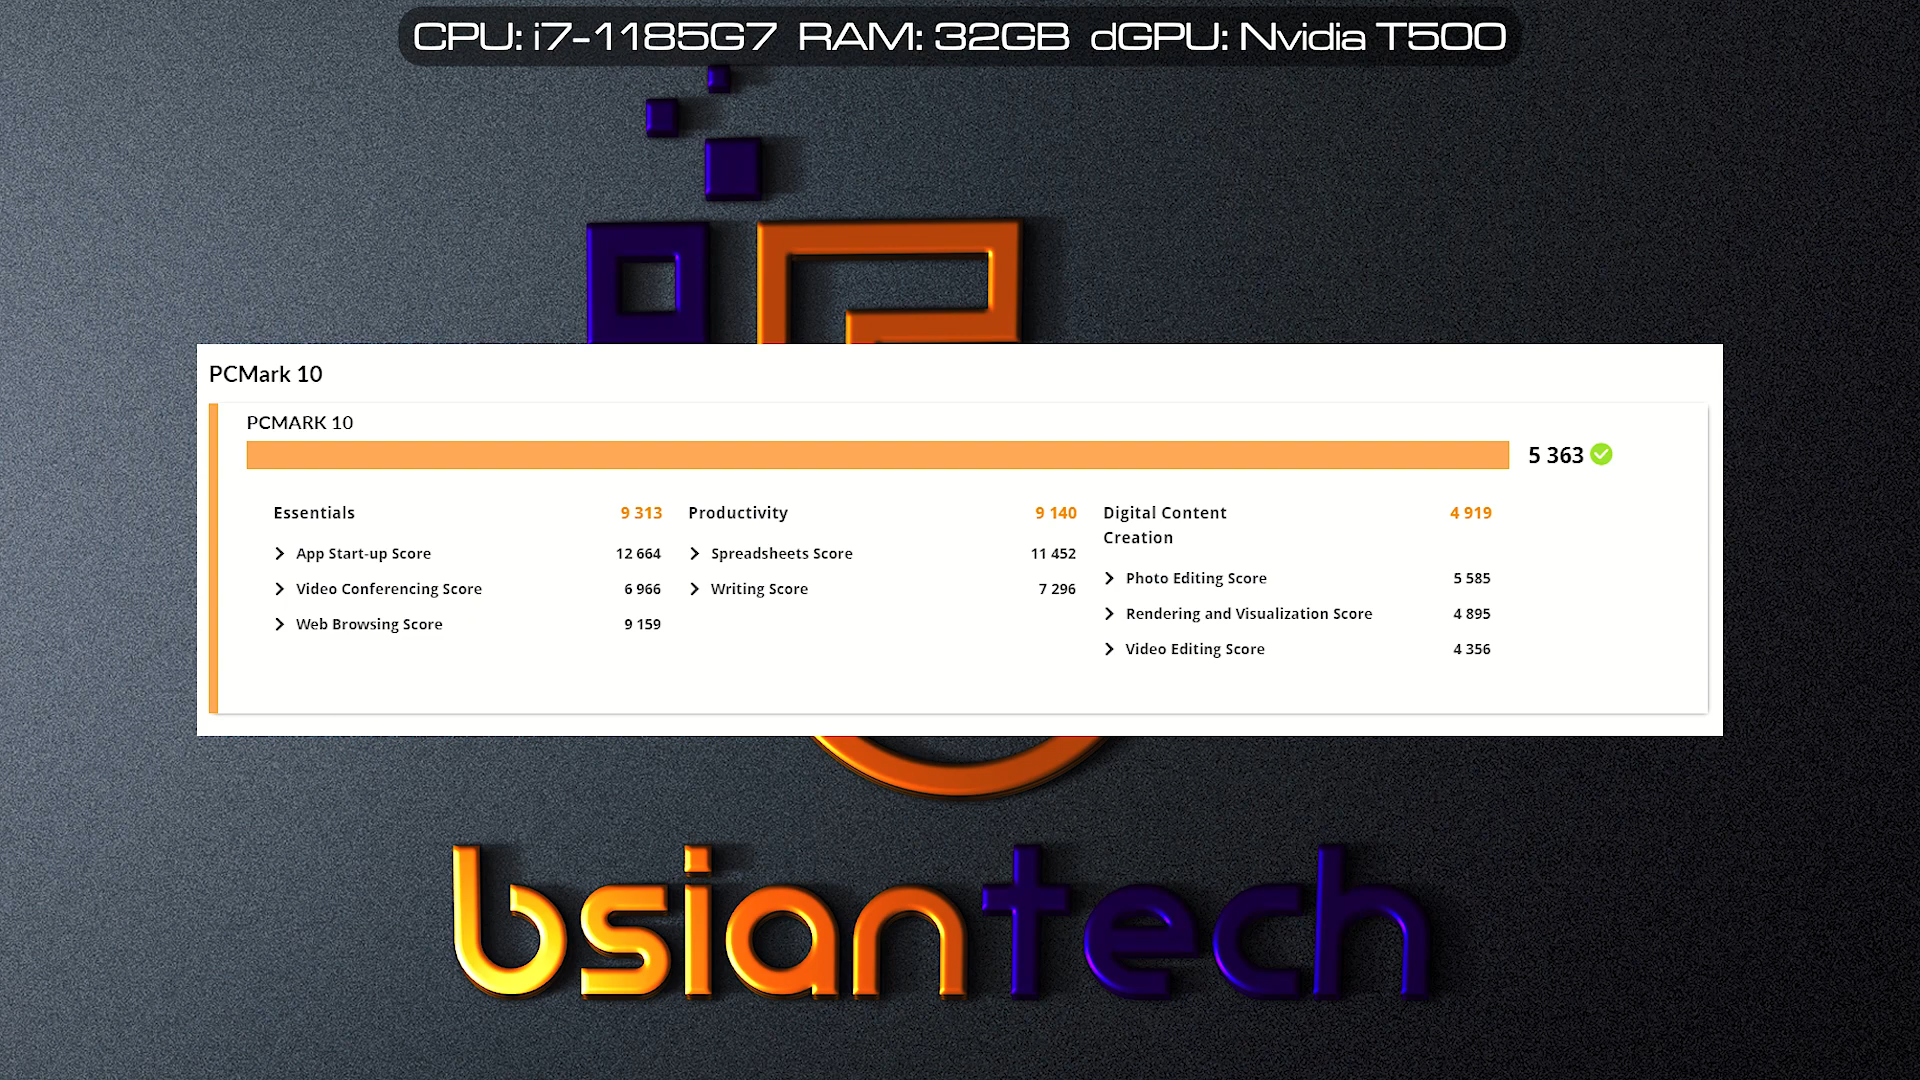 CPU: i7-1185G7 RAM: 32GB dGPU: Nvidia T500
PCMark 10
PCMARK 10
5 363
Essentials 9 313
App Start-up Score 12 664
Video Conferencing Score 6 966
Web Browsing Score 9 159
Productivity 9 140
Spreadsheets Score 11 452
Writing Score 7 296
Digital Content 4 919
Creation
Photo Editing Score 5 585
Rendering and Visualization Score 4 895
Video Editing Score 4 356
bsiantech